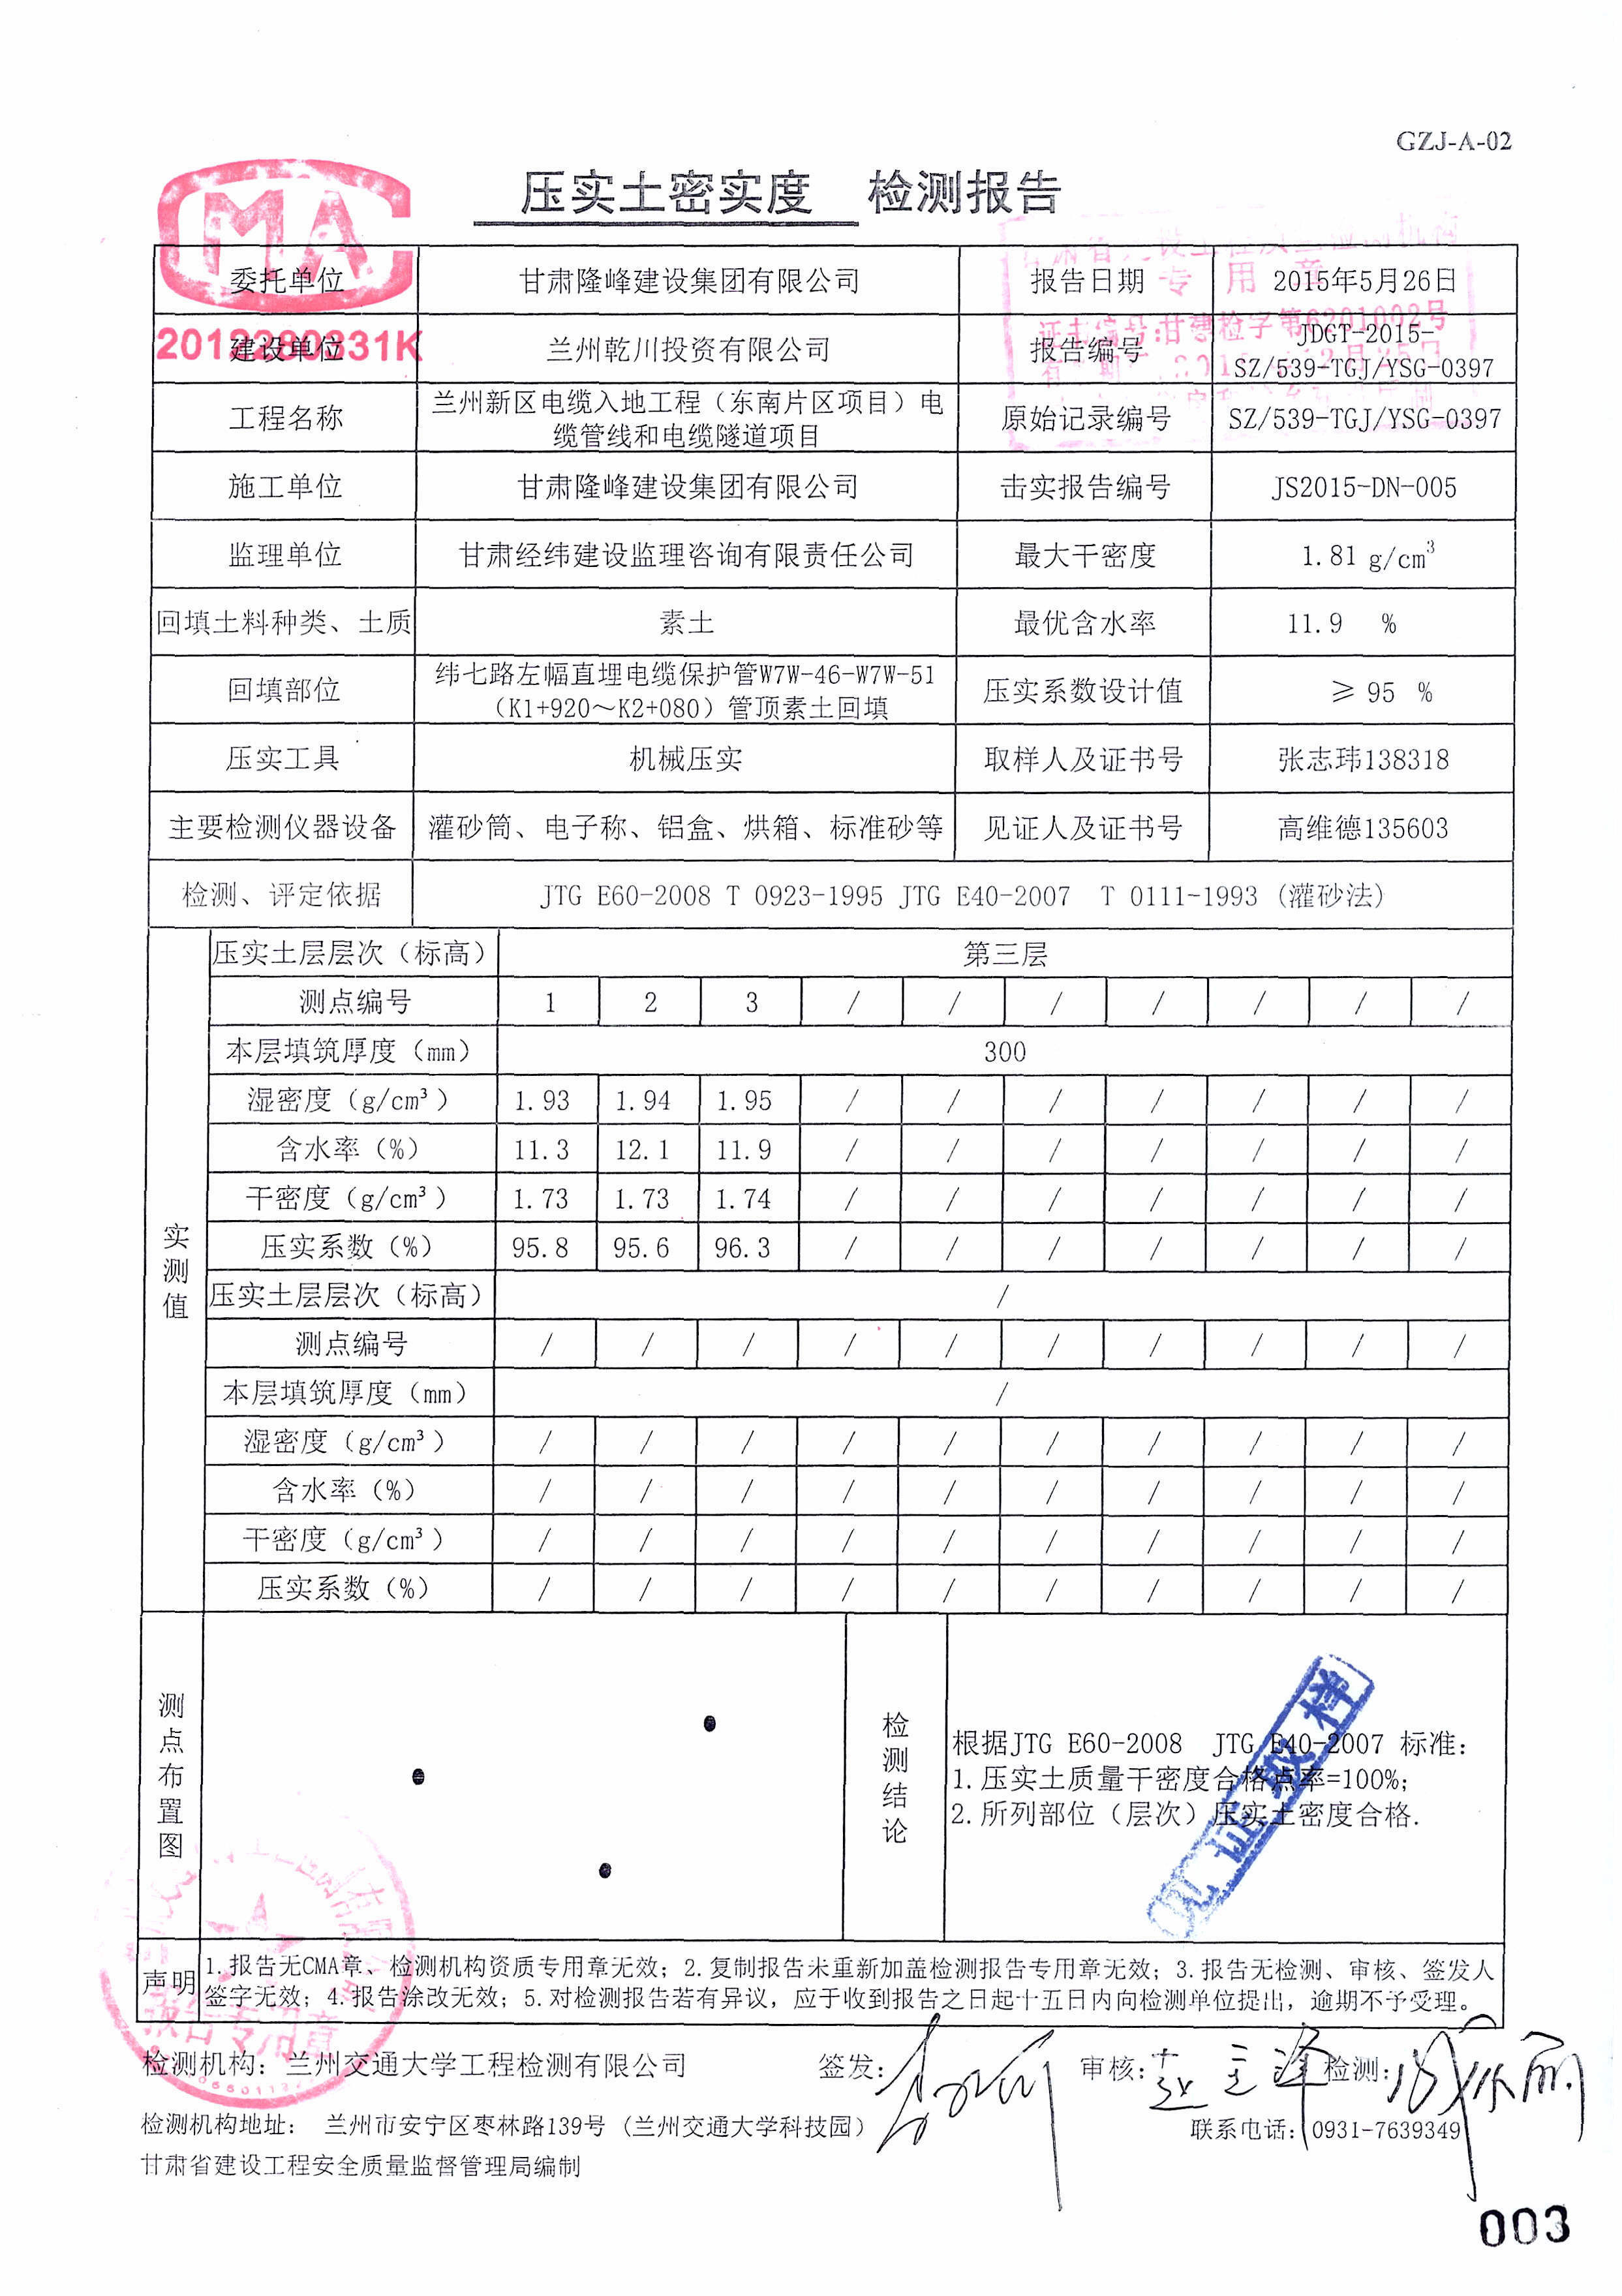 GZJ-A-02
压实土密实度 检测报告
CMA
2012280331K
专用章
证书编号:甘建检字第6201002号
委托单位 甘肃隆峰建设集团有限公司 报告日期 2015年5月26日
建设单位 兰州乾川投资有限公司 报告编号 JDGT-2015-
SZ/539-TGJ/YSG-0397
工程名称 兰州新区电缆入地工程（东南片区项目）电
缆管线和电缆隧道项目 原始记录编号 SZ/539-TGJ/YSG-0397
施工单位 甘肃隆峰建设集团有限公司 击实报告编号 JS2015-DN-005
监理单位 甘肃经纬建设监理咨询有限责任公司 最大干密度 1.81 g/cm³
回填土料种类、土质 素土 最优含水率 11.9 %
回填部位 纬七路左幅直埋电缆保护管W7W-46-W7W-51
（K1+920～K2+080）管顶素土回填 压实系数设计值 ≥ 95 %
压实工具 机械压实 取样人及证书号 张志玮138318
主要检测仪器设备 灌砂筒、电子称、铝盒、烘箱、标准砂等 见证人及证书号 高维德135603
检测、评定依据 JTG E60-2008 T 0923-1995 JTG E40-2007 T 0111-1993 (灌砂法)
实测值
压实土层层次（标高） 第三层
测点编号 1 2 3 / / / / / / /
本层填筑厚度（mm） 300
湿密度（g/cm³） 1.93 1.94 1.95 / / / / / / /
含水率（%） 11.3 12.1 11.9 / / / / / / /
干密度（g/cm³） 1.73 1.73 1.74 / / / / / / /
压实系数（%） 95.8 95.6 96.3 / / / / / / /
压实土层层次（标高） /
测点编号 / / / / / / / / / /
本层填筑厚度（mm） /
湿密度（g/cm³） / / / / / / / / / /
含水率（%） / / / / / / / / / /
干密度（g/cm³） / / / / / / / / / /
压实系数（%） / / / / / / / / / /
测点布置图
检测结论
根据JTG E60-2008 JTG E40-2007 标准：
1.压实土质量干密度合格点率=100%；
2.所列部位（层次）压实土密度合格.
见证取样
声明 1.报告无CMA章、检测机构资质专用章无效；2.复制报告未重新加盖检测报告专用章无效；3.报告无检测、审核、签发人
签字无效；4.报告涂改无效；5.对检测报告若有异议，应于收到报告之日起十五日内向检测单位提出，逾期不予受理。
报告专用章
检测机构：兰州交通大学工程检测有限公司 签发： 审核： 检测：
检测机构地址： 兰州市安宁区枣林路139号（兰州交通大学科技园） 联系电话：0931-7639349
甘肃省建设工程安全质量监督管理局编制
003